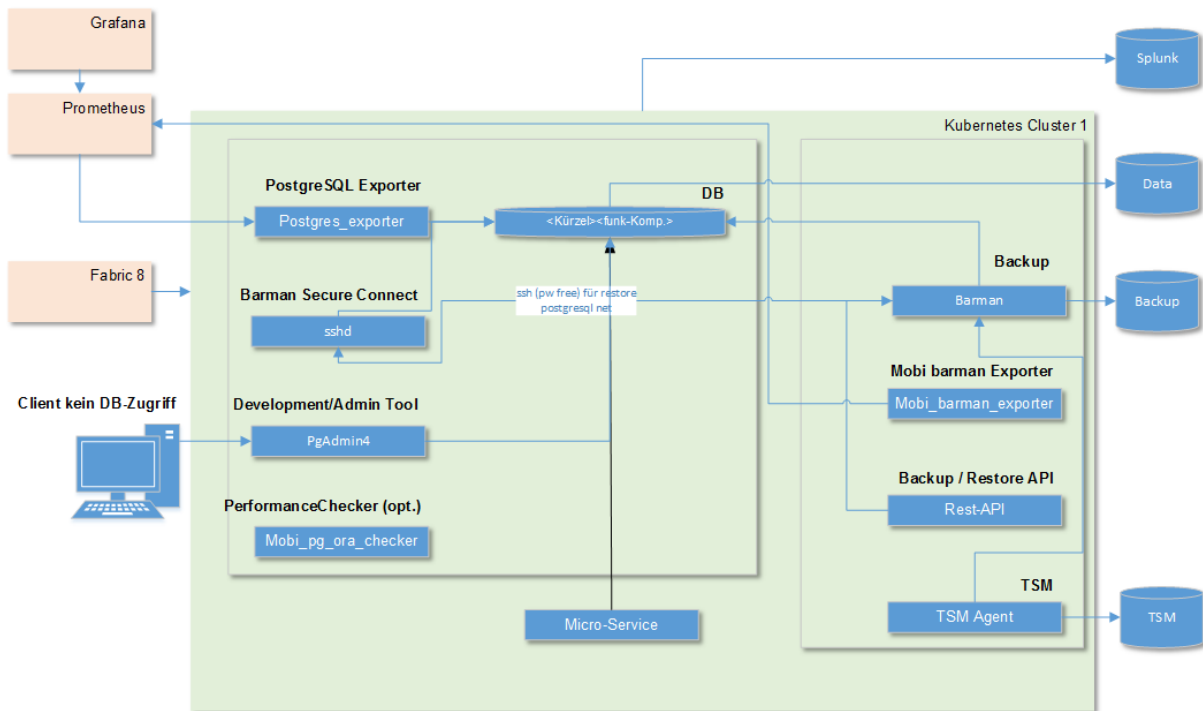 Grafana
Splunk
Prometheus
Kubernetes Cluster 1
PostgreSQL Exporter
DB
Data
Postgres_exporter
<Kürzel><funk-Komp.>
Fabric 8
Backup
Barman Secure Connect
ssh (pw free) für restore
postgresql net
Barman
Backup
sshd
Mobi barman Exporter
Client kein DB-Zugriff
Development/Admin Tool
Mobi_barman_exporter
PgAdmin4
Backup / Restore API
PerformanceChecker (opt.)
Rest-API
Mobi_pg_ora_checker
TSM
Micro-Service
TSM Agent
TSM